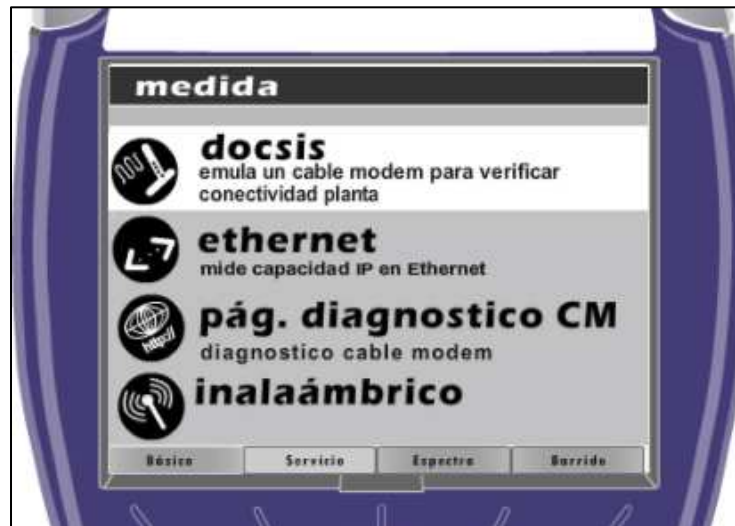 medida
docsis
emula un cable modem para verificar
conectividad planta
ethernet
mide capacidad IP en Ethernet
pág. diagnostico CM
http://
diagnostico cable modem
inalaámbrico
Básico Servicio Espectro Barrido